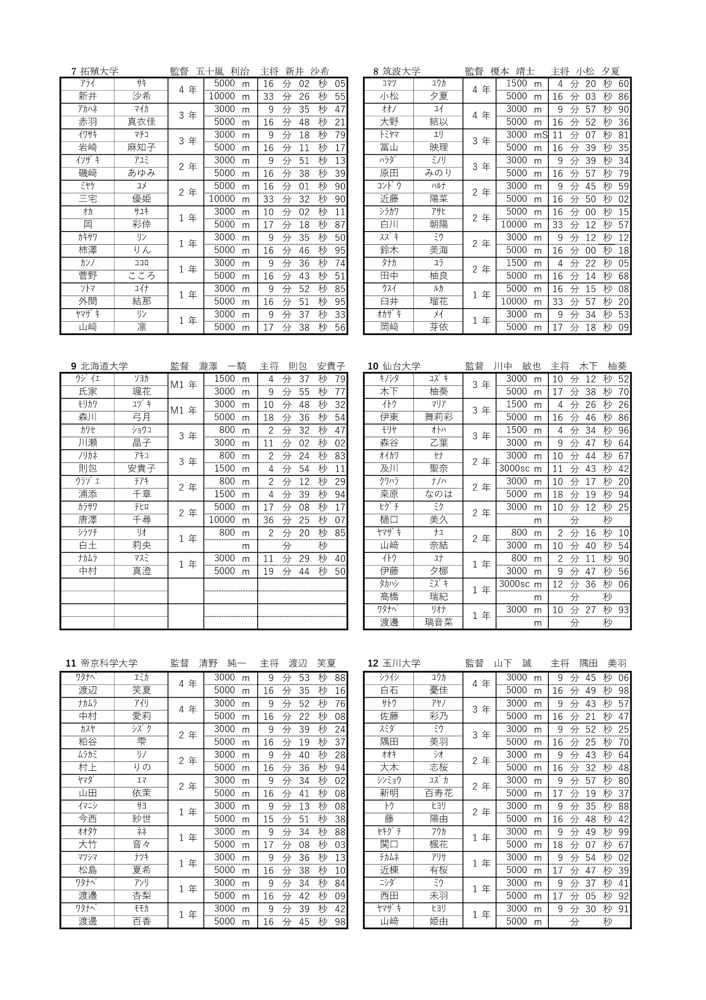 7 拓殖大学 監督 五十嵐 利治 主将 新井 沙希
ｱﾗｲ ｻｷ 4 年 5000 m 16 分 02 秒 05
新井 沙希 10000 m 33 分 26 秒 55
ｱｶﾊﾈ ﾏｲｶ 3 年 3000 m 9 分 35 秒 47
赤羽 真衣佳 5000 m 16 分 48 秒 21
ｲﾜｻｷ ﾏﾁｺ 3 年 3000 m 9 分 18 秒 79
岩崎 麻知子 5000 m 16 分 11 秒 17
ｲｿｻﾞｷ ｱﾕﾐ 2 年 3000 m 9 分 51 秒 13
磯﨑 あゆみ 5000 m 16 分 38 秒 39
ﾐﾔｹ ﾕﾒ 2 年 5000 m 16 分 01 秒 90
三宅 優姫 10000 m 33 分 32 秒 90
ｵｶ ｻﾕｷ 1 年 3000 m 10 分 02 秒 11
岡 彩倖 5000 m 17 分 18 秒 87
ｶｷｻﾜ ﾘﾝ 1 年 3000 m 9 分 35 秒 50
柿澤 りん 5000 m 16 分 46 秒 95
ｶﾝﾉ ｺｺﾛ 1 年 3000 m 9 分 36 秒 74
菅野 こころ 5000 m 16 分 43 秒 51
ｿﾄﾏ ﾕｲﾅ 1 年 3000 m 9 分 52 秒 85
外間 結那 5000 m 16 分 51 秒 95
ﾔﾏｻﾞｷ ﾘﾝ 1 年 3000 m 9 分 37 秒 33
山﨑 凛 5000 m 17 分 38 秒 56
8 筑波大学 監督 榎本 靖士 主将 小松 夕夏
ｺﾏﾂ ﾕｳｶ 4 年 1500 m 4 分 20 秒 60
小松 夕夏 5000 m 16 分 03 秒 86
ｵｵﾉ ﾕｲ 4 年 3000 m 9 分 57 秒 90
大野 結以 5000 m 16 分 52 秒 36
ﾄﾐﾔﾏ ｴﾘ 3 年 3000 mS 11 分 07 秒 81
冨山 映理 5000 m 16 分 39 秒 35
ﾊﾗﾀﾞ ﾐﾉﾘ 3 年 3000 m 9 分 39 秒 34
原田 みのり 5000 m 16 分 57 秒 79
ｺﾝﾄﾞｳ ﾊﾙﾅ 2 年 3000 m 9 分 45 秒 59
近藤 陽菜 5000 m 16 分 50 秒 02
ｼﾗｶﾜ ｱｻﾋ 2 年 5000 m 16 分 00 秒 15
白川 朝陽 10000 m 33 分 12 秒 57
ｽｽﾞｷ ﾐｳ 2 年 3000 m 9 分 12 秒 12
鈴木 美海 5000 m 16 分 00 秒 18
ﾀﾅｶ ﾕﾗ 2 年 1500 m 4 分 22 秒 05
田中 柚良 5000 m 16 分 14 秒 68
ｳｽｲ ﾙｶ 1 年 5000 m 16 分 15 秒 08
臼井 瑠花 10000 m 33 分 57 秒 20
ｵｶｻﾞｷ ﾒｲ 1 年 3000 m 9 分 34 秒 53
岡﨑 芽依 5000 m 17 分 18 秒 09
9 北海道大学 監督 瀧澤 一騎 主将 則包 安貴子
ｳｼﾞｲｴ ｿﾖｶ M1 年 1500 m 4 分 37 秒 79
氏家 颯花 3000 m 9 分 55 秒 77
ﾓﾘｶﾜ ﾕﾂﾞｷ M1 年 3000 m 10 分 48 秒 32
森川 弓月 5000 m 18 分 36 秒 54
ｶﾜｾ ｼｮｳｺ 3 年 800 m 2 分 32 秒 47
川瀬 晶子 3000 m 11 分 02 秒 02
ﾉﾘｶﾈ ｱｷｺ 3 年 800 m 2 分 24 秒 83
則包 安貴子 1500 m 4 分 54 秒 11
ｳﾗｿﾞｴ ﾁｱｷ 2 年 800 m 2 分 12 秒 29
浦添 千章 1500 m 4 分 39 秒 94
ｶﾗｻﾜ ﾁﾋﾛ 2 年 5000 m 17 分 08 秒 17
唐澤 千尋 10000 m 36 分 25 秒 07
ｼﾗﾂﾁ ﾘｵ 1 年 800 m 2 分 20 秒 85
白土 莉央 m 分 秒
ﾅｶﾑﾗ ﾏｽﾐ 1 年 3000 m 11 分 29 秒 40
中村 真澄 5000 m 19 分 44 秒 50
10 仙台大学 監督 川中 敏也 主将 木下 柚葵
ｷﾉｼﾀ ﾕｽﾞｷ 3 年 3000 m 10 分 12 秒 52
木下 柚葵 5000 m 17 分 38 秒 70
ｲﾄｳ ﾏﾘｱ 3 年 1500 m 4 分 26 秒 26
伊東 舞莉彩 5000 m 16 分 46 秒 86
ﾓﾘﾔ ｵﾄﾊ 3 年 1500 m 4 分 34 秒 96
森谷 乙葉 3000 m 9 分 47 秒 64
ｵｲｶﾜ ｾﾅ 2 年 3000 m 10 分 44 秒 67
及川 聖奈 3000sc m 11 分 43 秒 42
ｸﾜﾊﾗ ﾅﾉﾊ 2 年 3000 m 10 分 17 秒 20
桒原 なのは 5000 m 18 分 19 秒 94
ﾋｸﾞﾁ ﾐｸ 2 年 3000 m 10 分 12 秒 25
樋口 美久 m 分 秒
ﾔﾏｻﾞｷ ﾅﾕ 2 年 800 m 2 分 16 秒 10
山﨑 奈結 3000 m 10 分 40 秒 54
ｲﾄｳ ﾕﾅ 1 年 800 m 2 分 11 秒 90
伊藤 夕梛 3000 m 9 分 47 秒 56
ﾀｶﾊｼ ﾐｽﾞｷ 1 年 3000sc m 12 分 36 秒 06
髙橋 瑞紀 m 分 秒
ﾜﾀﾅﾍﾞ ﾘｵﾅ 1 年 3000 m 10 分 27 秒 93
渡邊 璃音菜 m 分 秒
11 帝京科学大学 監督 清野 純一 主将 渡辺 笑夏
ﾜﾀﾅﾍﾞ ｴﾐｶ 4 年 3000 m 9 分 53 秒 88
渡辺 笑夏 5000 m 16 分 35 秒 16
ﾅｶﾑﾗ ｱｲﾘ 4 年 3000 m 9 分 52 秒 76
中村 愛莉 5000 m 16 分 22 秒 08
ｶｽﾔ ｼｽﾞｸ 2 年 3000 m 9 分 39 秒 24
粕谷 雫 5000 m 16 分 19 秒 37
ﾑﾗｶﾐ ﾘﾉ 2 年 3000 m 9 分 40 秒 28
村上 りの 5000 m 16 分 36 秒 94
ﾔﾏﾀﾞ ｴﾏ 2 年 3000 m 9 分 34 秒 02
山田 依茉 5000 m 16 分 41 秒 08
ｲﾏﾆｼ ｻﾖ 1 年 3000 m 9 分 13 秒 08
今西 紗世 5000 m 15 分 51 秒 38
ｵｵﾀｹ ﾈﾈ 1 年 3000 m 9 分 34 秒 88
大竹 音々 5000 m 17 分 08 秒 03
ﾏﾂｼﾏ ﾅﾂｷ 1 年 3000 m 9 分 36 秒 13
松島 夏希 5000 m 16 分 38 秒 10
ﾜﾀﾅﾍﾞ ｱﾝﾘ 1 年 3000 m 9 分 34 秒 84
渡邉 杏梨 5000 m 16 分 42 秒 09
ﾜﾀﾅﾍﾞ ﾓﾓｶ 1 年 3000 m 9 分 39 秒 42
渡邊 百香 5000 m 16 分 45 秒 98
12 玉川大学 監督 山下 誠 主将 隅田 美羽
ｼﾗｲｼ ﾕｳｶ 4 年 3000 m 9 分 45 秒 06
白石 憂佳 5000 m 16 分 49 秒 98
ｻﾄｳ ｱﾔﾉ 3 年 3000 m 9 分 43 秒 57
佐藤 彩乃 5000 m 16 分 21 秒 47
ｽﾐﾀﾞ ﾐｳ 3 年 3000 m 9 分 52 秒 25
隅田 美羽 5000 m 16 分 25 秒 70
ｵｵｷ ｼｵ 2 年 3000 m 9 分 43 秒 64
大木 志桜 5000 m 16 分 32 秒 48
ｼﾝﾐｮｳ ﾕｽﾞｶ 2 年 3000 m 9 分 57 秒 80
新明 百寿花 5000 m 17 分 19 秒 37
ﾄｳ ﾋﾖﾘ 2 年 3000 m 9 分 35 秒 88
藤 陽由 5000 m 16 分 48 秒 42
ｾｷｸﾞﾁ ﾌｳｶ 1 年 3000 m 9 分 49 秒 99
関口 楓花 5000 m 18 分 07 秒 67
ﾁｶﾑﾈ ｱﾘｻ 1 年 3000 m 9 分 54 秒 02
近棟 有桜 5000 m 17 分 47 秒 39
ﾆｼﾀﾞ ﾐｳ 1 年 3000 m 9 分 37 秒 41
西田 未羽 5000 m 17 分 05 秒 92
ﾔﾏｻﾞｷ ﾋﾖﾘ 1 年 3000 m 9 分 30 秒 91
山﨑 姫由 5000 m 分 秒